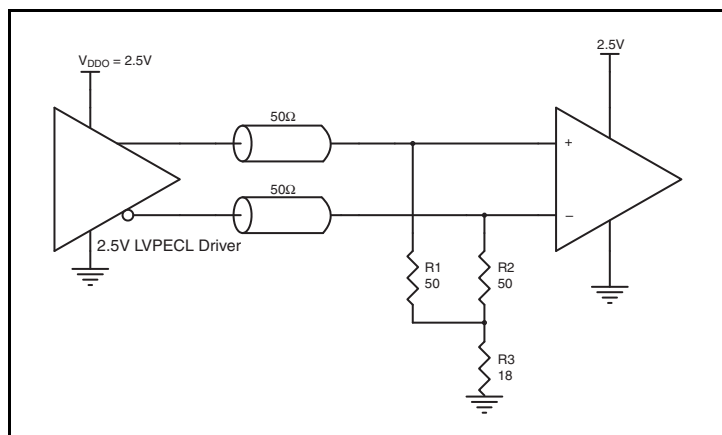 V_DDO = 2.5V
2.5V
50Ω
+
50Ω
−
2.5V LVPECL Driver
R1
50
R2
50
R3
18